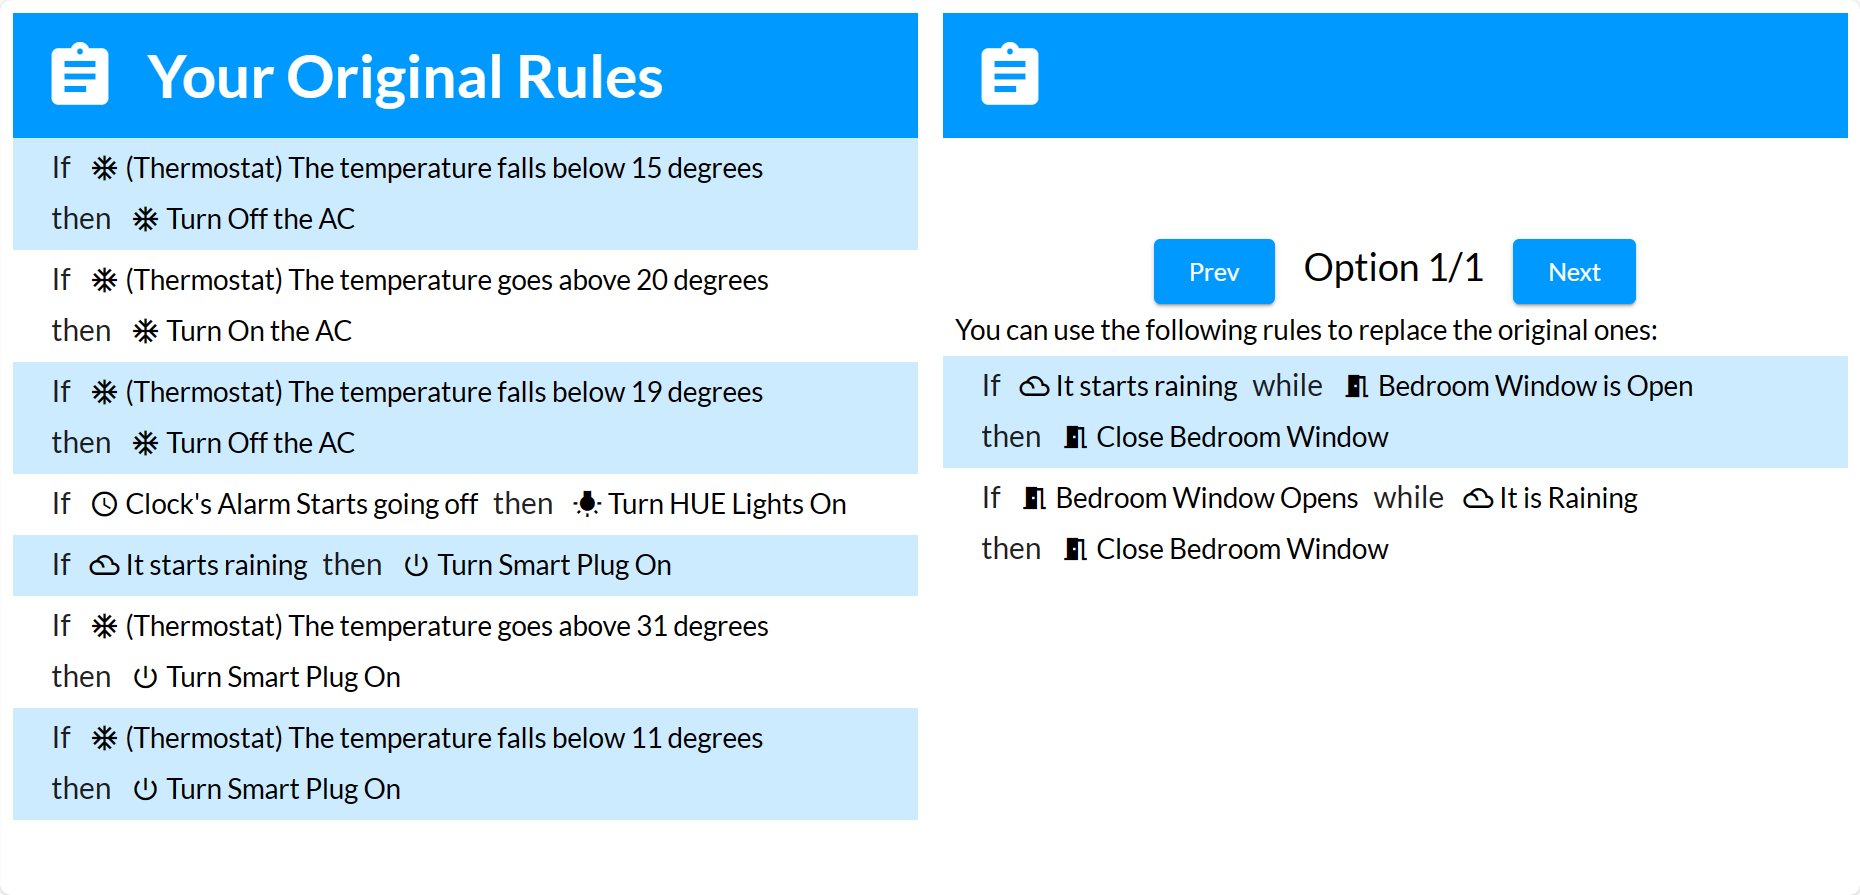 Your Original Rules
If (Thermostat) The temperature falls below 15 degrees
then Turn Off the AC
If (Thermostat) The temperature goes above 20 degrees
then Turn On the AC
If (Thermostat) The temperature falls below 19 degrees
then Turn Off the AC
If Clock's Alarm Starts going off then Turn HUE Lights On
If It starts raining then Turn Smart Plug On
If (Thermostat) The temperature goes above 31 degrees
then Turn Smart Plug On
If (Thermostat) The temperature falls below 11 degrees
then Turn Smart Plug On
Prev Option 1/1 Next
You can use the following rules to replace the original ones:
If It starts raining while Bedroom Window is Open
then Close Bedroom Window
If Bedroom Window Opens while It is Raining
then Close Bedroom Window